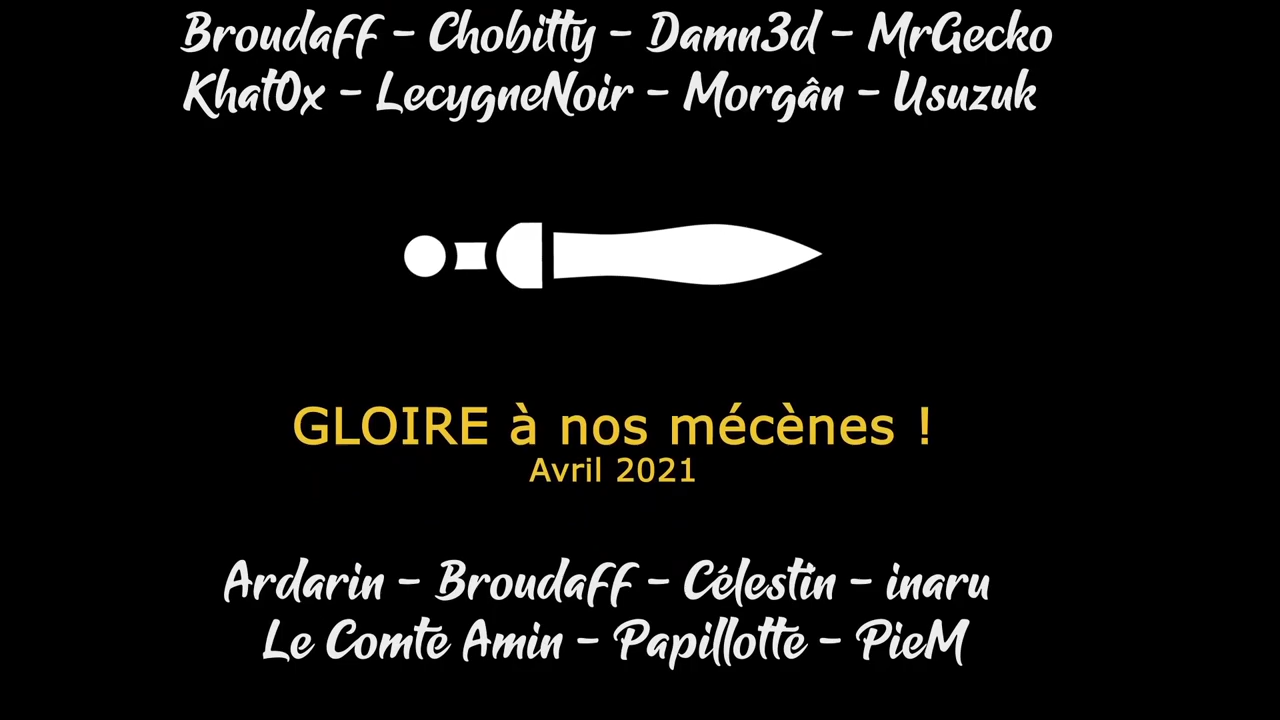 Broudaff - Chobitty - Damn3d - MrGecko
Khat0x - LecygneNoir - Morgân - Usuzuk
GLOIRE à nos mécènes !
Avril 2021
Ardarin - Broudaff - Célestin - inaru
Le Comte Amin - Papillotte - PieM